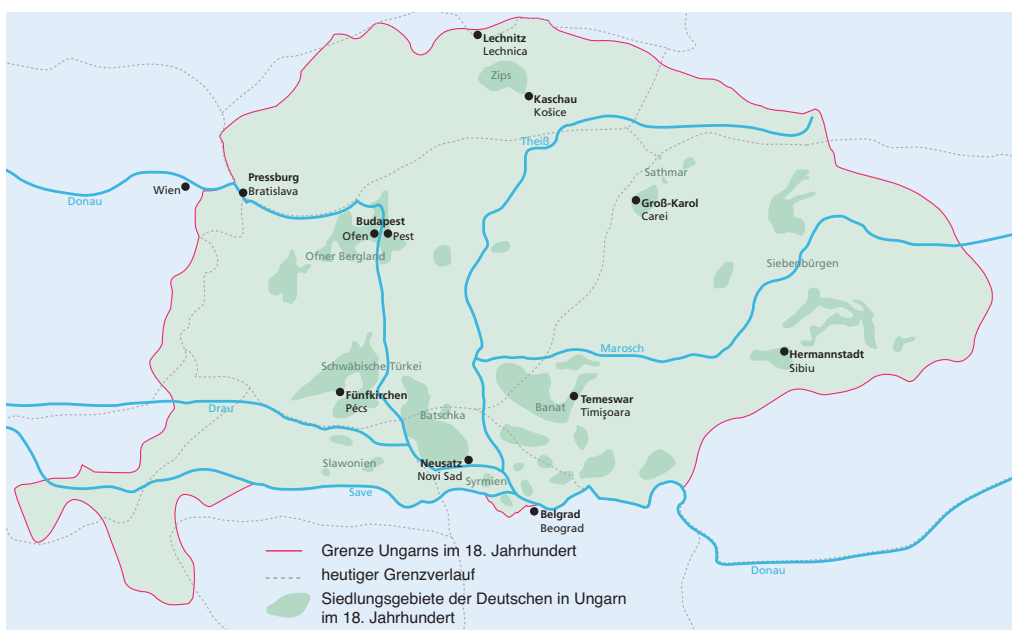 Lechnitz
Lechnica
Zips
Kaschau
Košice
Theiß
Sathmar
Pressburg
Bratislava
Wien
Donau
Groß-Karol
Carei
Budapest
Ofen
Pest
Ofner Bergland
Siebenbürgen
Marosch
Hermannstadt
Sibiu
Schwäbische Türkei
Fünfkirchen
Pécs
Drau
Batschka
Banat
Temeswar
Timişoara
Slawonien
Neusatz
Novi Sad
Syrmien
Save
Belgrad
Beograd
Donau
Grenze Ungarns im 18. Jahrhundert
heutiger Grenzverlauf
Siedlungsgebiete der Deutschen in Ungarn
im 18. Jahrhundert